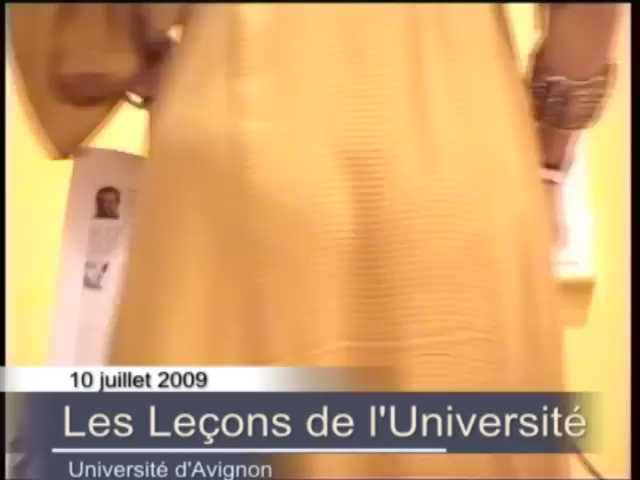 10 juillet 2009
Les Leçons de l'Université
Université d'Avignon